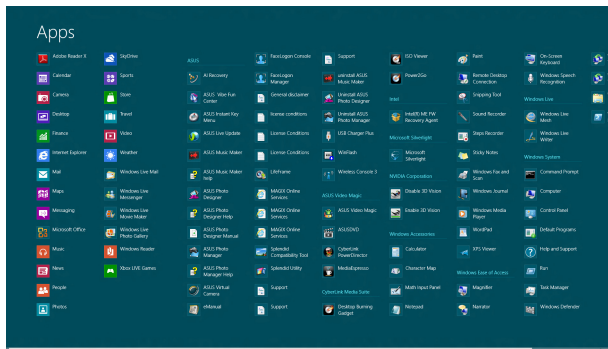 Apps
Adobe Reader X
Calendar
Camera
Desktop
Finance
Internet Explorer
Mail
Maps
Messaging
Microsoft Office
Music
News
People
Photos
SkyDrive
Sports
Store
Travel
Video
Weather
Windows Live Mail
Windows Live
Messenger
Windows Live
Movie Maker
Windows Live
Photo Gallery
Windows Reader
Xbox LIVE Games
ASUS
AI Recovery
ASUS Vibe Fun
Center
ASUS Instant Key
Menu
ASUS Live Update
ASUS Music Maker
ASUS Music Maker
help
ASUS Photo
Designer
ASUS Photo
Designer Help
ASUS Photo
Designer Manual
ASUS Photo
Manager
ASUS Photo
Manager Help
ASUS Virtual
Camera
eManual
FaceLogon Console
FaceLogon
Manager
General disclaimer
license conditions
License Conditions
License Conditions
LifeFrame
MAGIX Online
Services
MAGIX Online
Services
MAGIX Online
Services
Splendid
Compatibility Tool
Splendid Utility
Support
Support
Support
uninstall ASUS
Music Maker
Uninstall ASUS
Photo Designer
Uninstall ASUS
Photo Manager
USB Charger Plus
WinFlash
Wireless Console 3
ASUS Video Magic
ASUS Video Magic
ASUSDVD
CyberLink
PowerDirector
MediaEspresso
CyberLink Media Suite
Desktop Burning
Gadget
ISO Viewer
Power2Go
Intel
Intel(R) ME FW
Recovery Agent
Microsoft Silverlight
Microsoft
Silverlight
NVIDIA Corporation
Disable 3D Vision
Enable 3D Vision
Windows Accessories
Calculator
Character Map
Math Input Panel
Notepad
Paint
Remote Desktop
Connection
Snipping Tool
Sound Recorder
Steps Recorder
Sticky Notes
Windows Fax and
Scan
Windows Journal
Windows Media
Player
WordPad
XPS Viewer
Windows Ease of Access
Magnifier
Narrator
On-Screen
Keyboard
Windows Speech
Recognition
Windows Live
Windows Live
Mesh
Windows Live
Writer
Windows System
Command Prompt
Computer
Control Panel
Default Programs
Help and Support
Run
Task Manager
Windows Defender